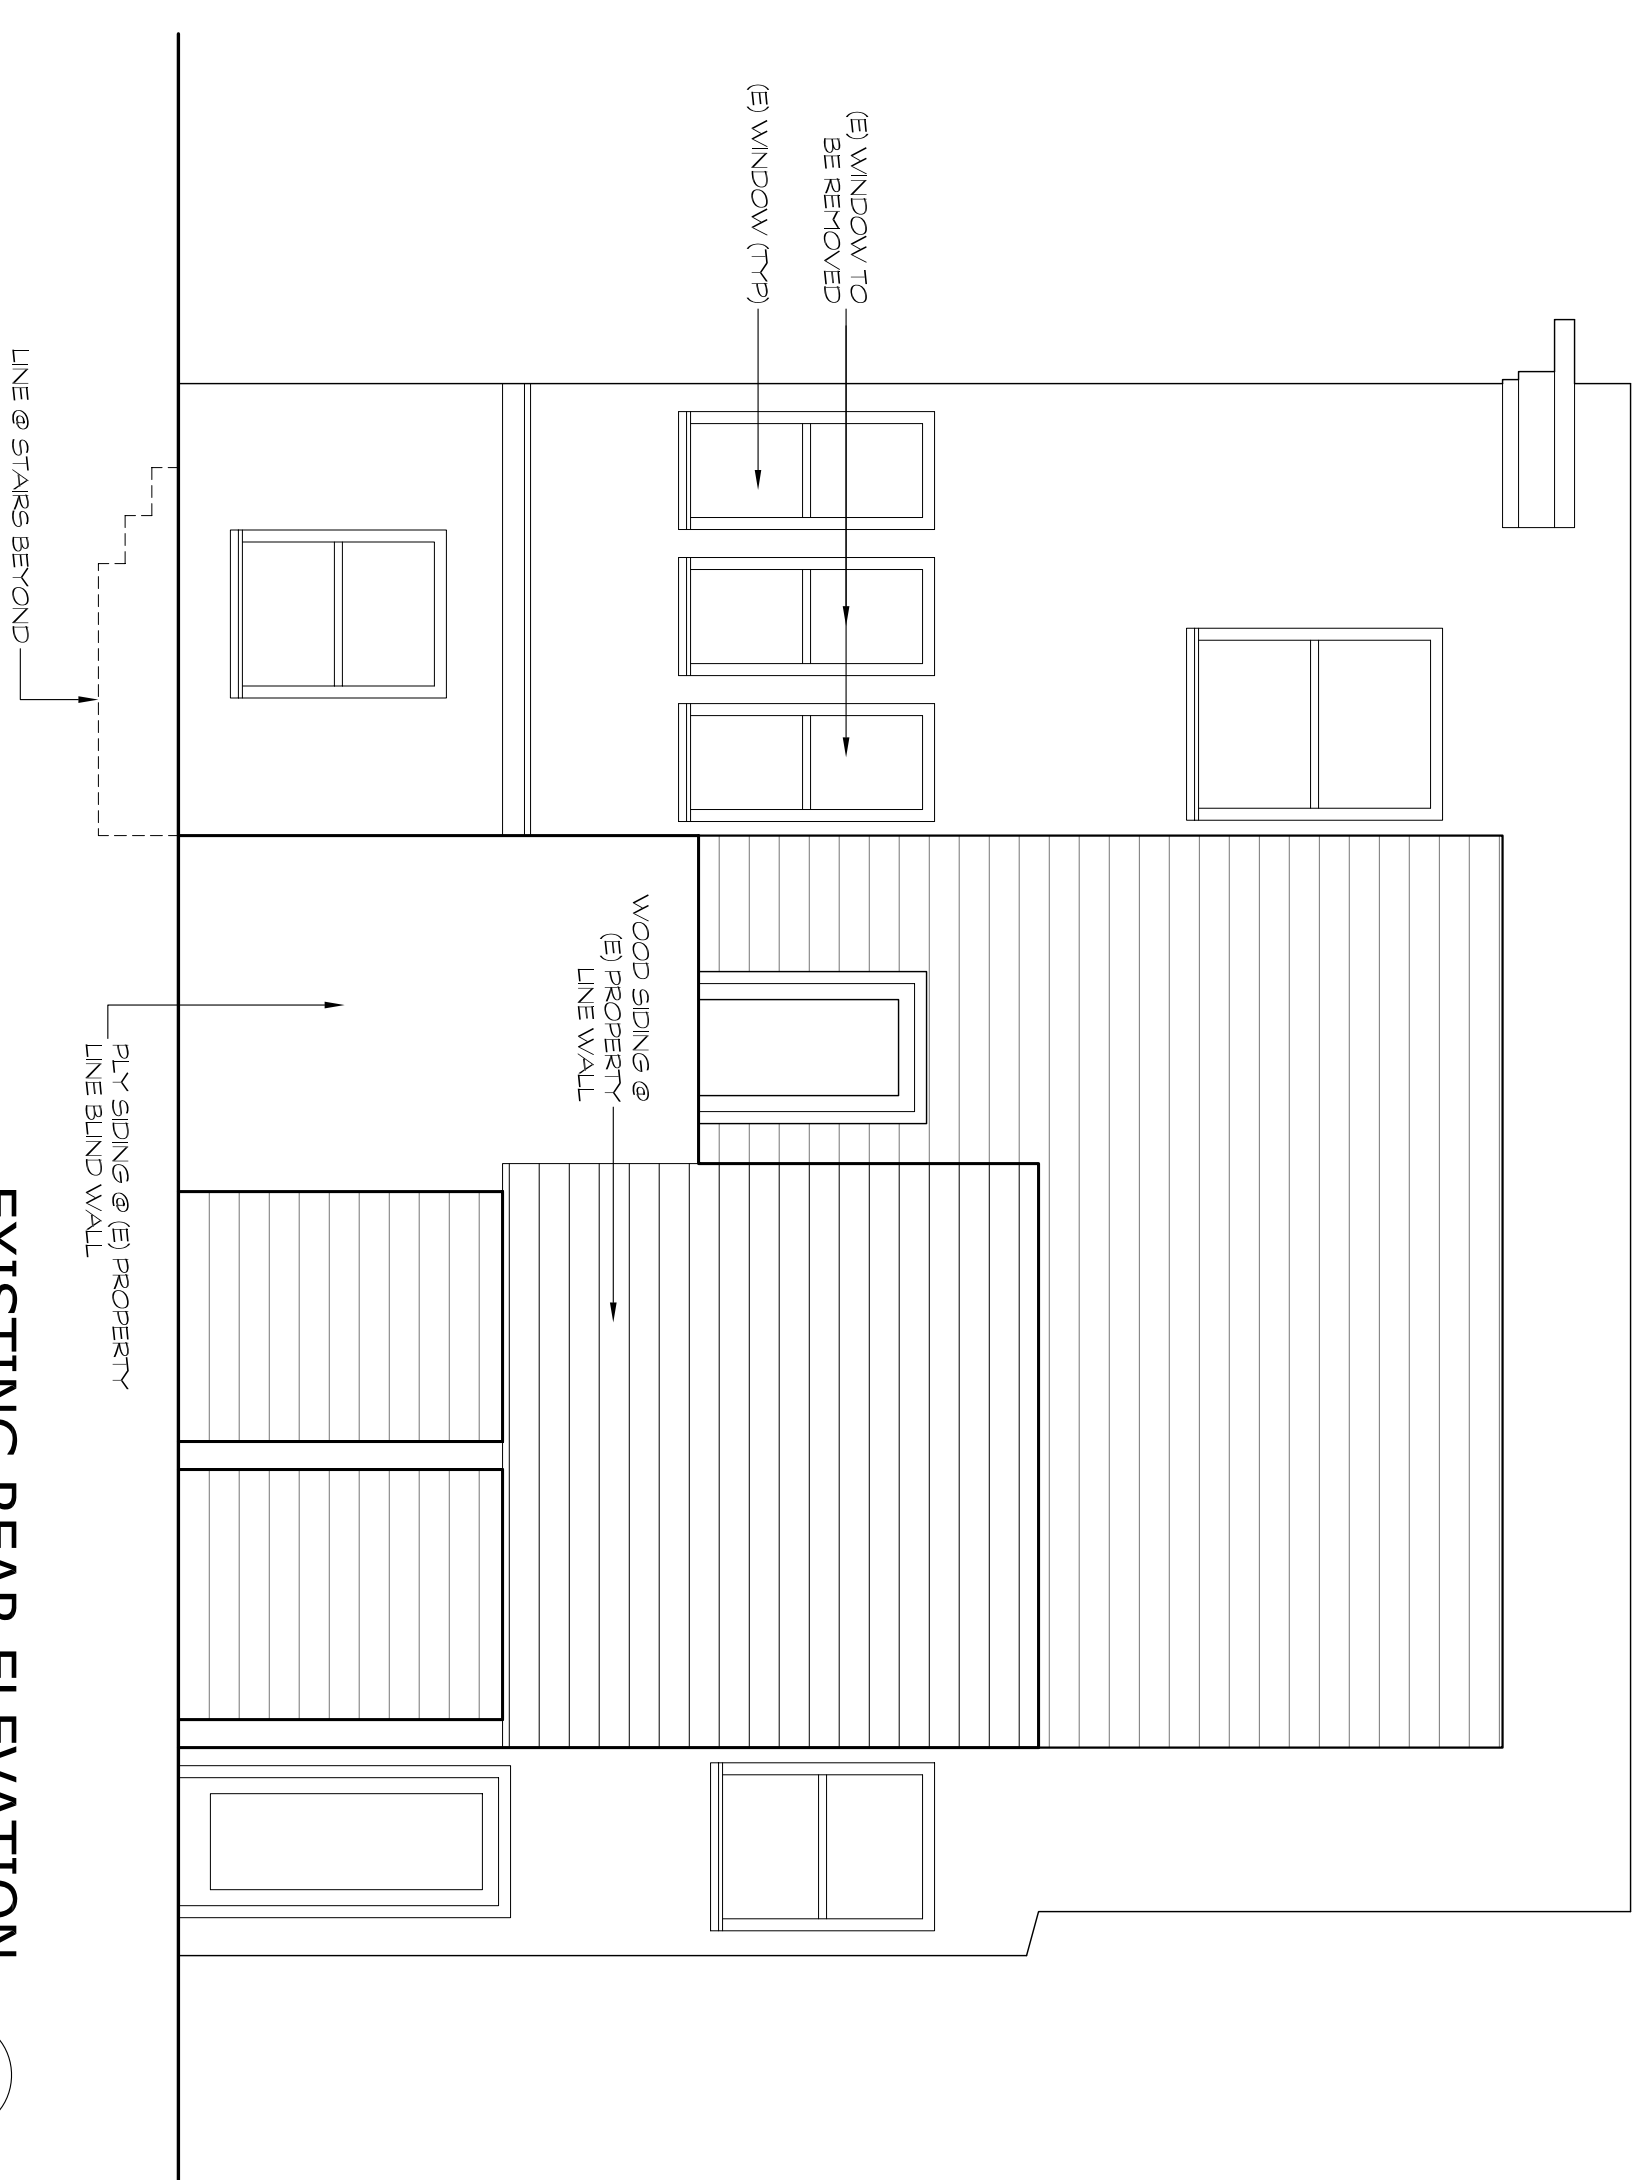 (E) WINDOW TO
BE REMOVED
(E) WINDOW (TYP)
WOOD SIDING @
(E) PROPERTY
LINE WALL
PLY SIDING @ (E) PROPERTY
LINE BLIND WALL
LINE @ STAIRS BEYOND
EXISTING REAR ELEVATION